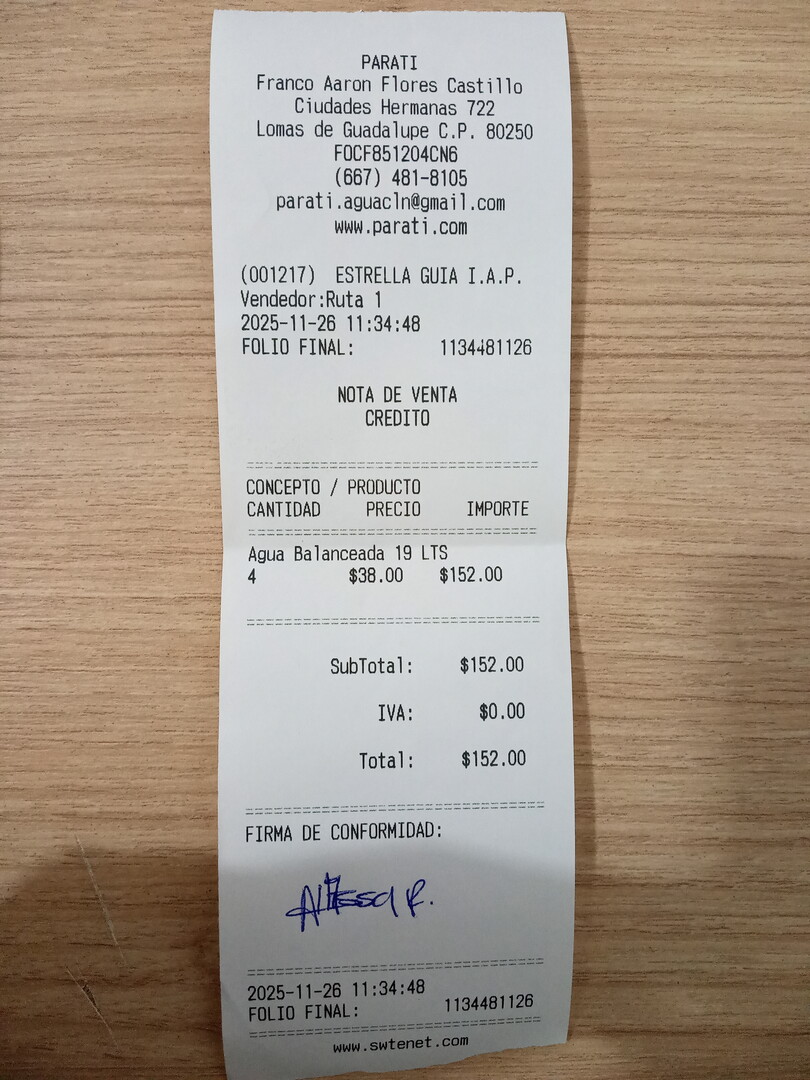 PARATI
Franco Aaron Flores Castillo
Ciudades Hermanas 722
Lomas de Guadalupe C.P. 80250
FOCF851204CN6
(667) 481-8105
parati.aguacln@gmail.com
www.parati.com
(001217) ESTRELLA GUIA I.A.P.
Vendedor:Ruta 1
2025-11-26 11:34:48
FOLIO FINAL: 1134481126
NOTA DE VENTA
CREDITO
CONCEPTO / PRODUCTO
CANTIDAD PRECIO IMPORTE
Agua Balanceada 19 LTS
4 $38.00 $152.00
SubTotal: $152.00
IVA: $0.00
Total: $152.00
FIRMA DE CONFORMIDAD:
2025-11-26 11:34:48
FOLIO FINAL: 1134481126
www.swtenet.com